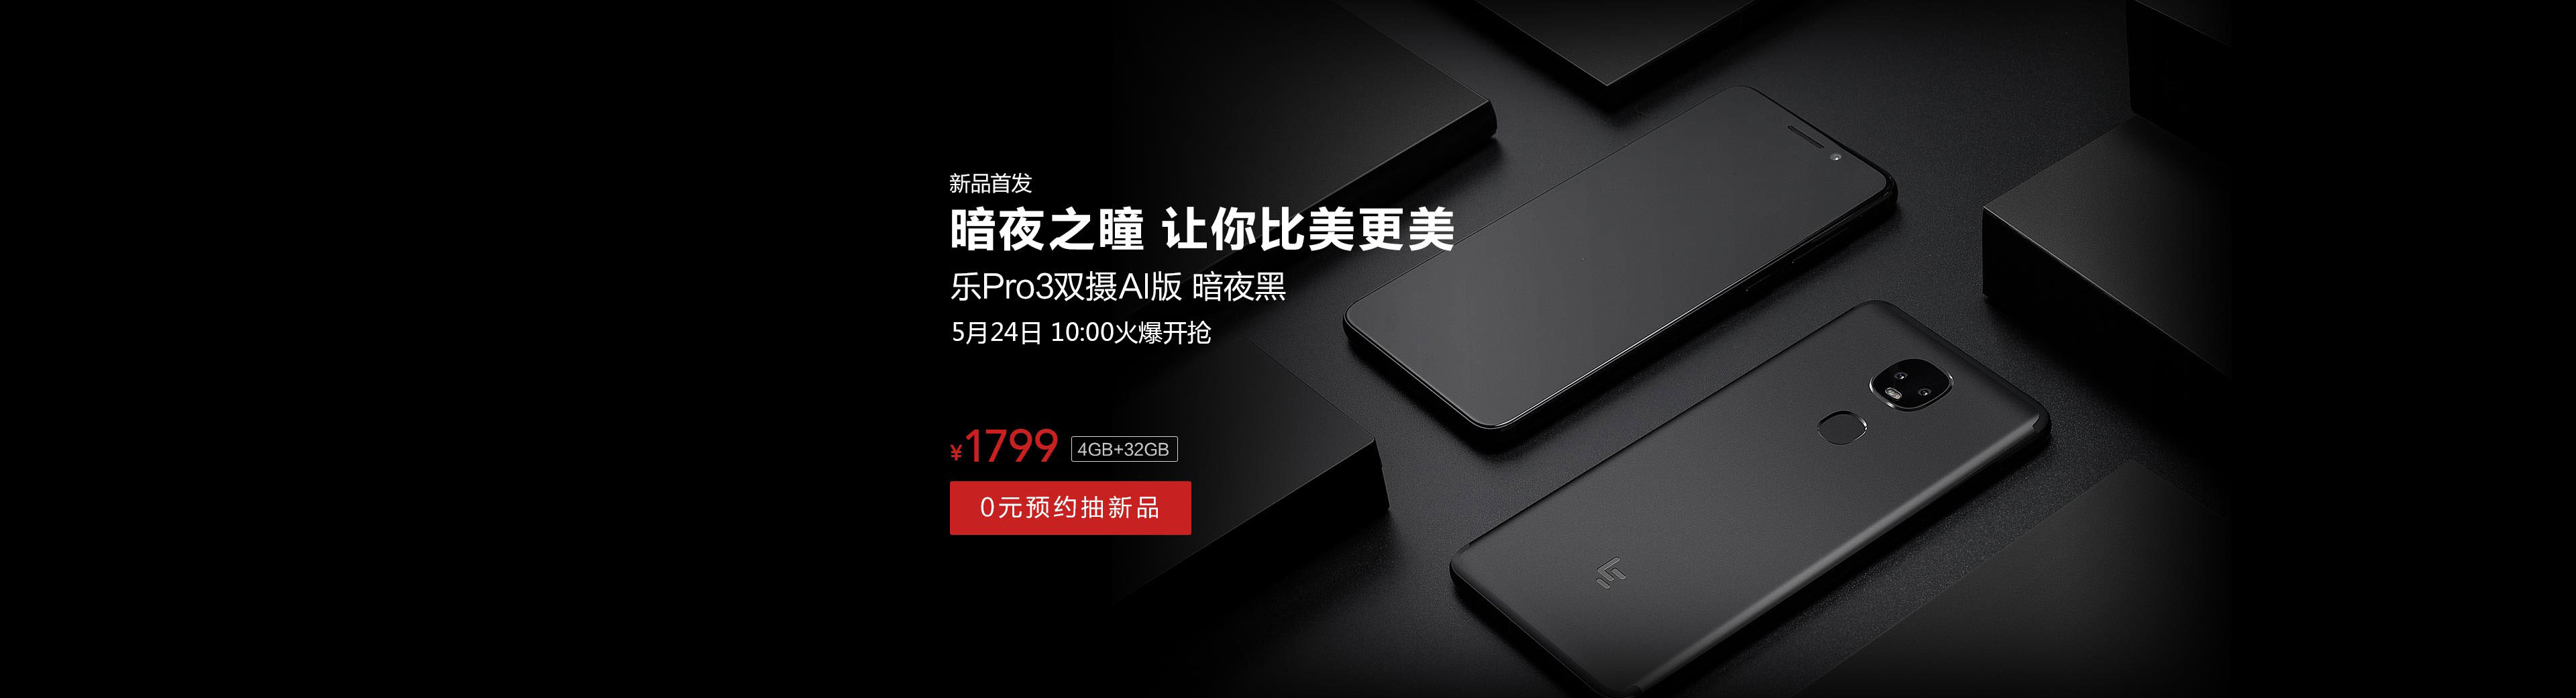 新品首发
暗夜之瞳 让你比美更美
乐Pro3双摄AI版 暗夜黑
5月24日 10:00火爆开抢
¥1799 4GB+32GB
0元预约抽新品